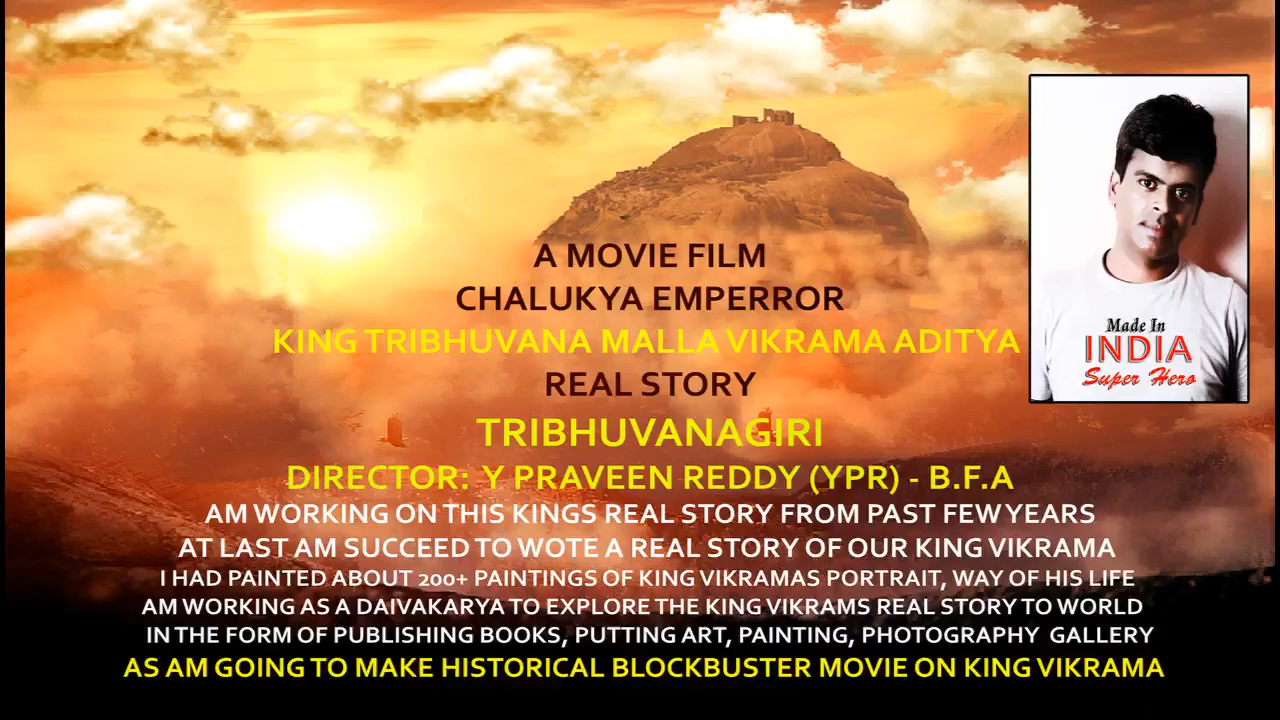 A MOVIE FILM
CHALUKYA EMPERROR
KING TRIBHUVANA MALLA VIKRAMA ADITYA
REAL STORY
TRIBHUVANAGIRI
DIRECTOR: Y PRAVEEN REDDY (YPR) - B.F.A
AM WORKING ON THIS KINGS REAL STORY FROM PAST FEW YEARS
AT LAST AM SUCCEED TO WOTE A REAL STORY OF OUR KING VIKRAMA
I HAD PAINTED ABOUT 200+ PAINTINGS OF KING VIKRAMAS PORTRAIT, WAY OF HIS LIFE
AM WORKING AS A DAIVAKARYA TO EXPLORE THE KING VIKRAMS REAL STORY TO WORLD
IN THE FORM OF PUBLISHING BOOKS, PUTTING ART, PAINTING, PHOTOGRAPHY GALLERY
AS AM GOING TO MAKE HISTORICAL BLOCKBUSTER MOVIE ON KING VIKRAMA
Made In
INDIA
Super Hero